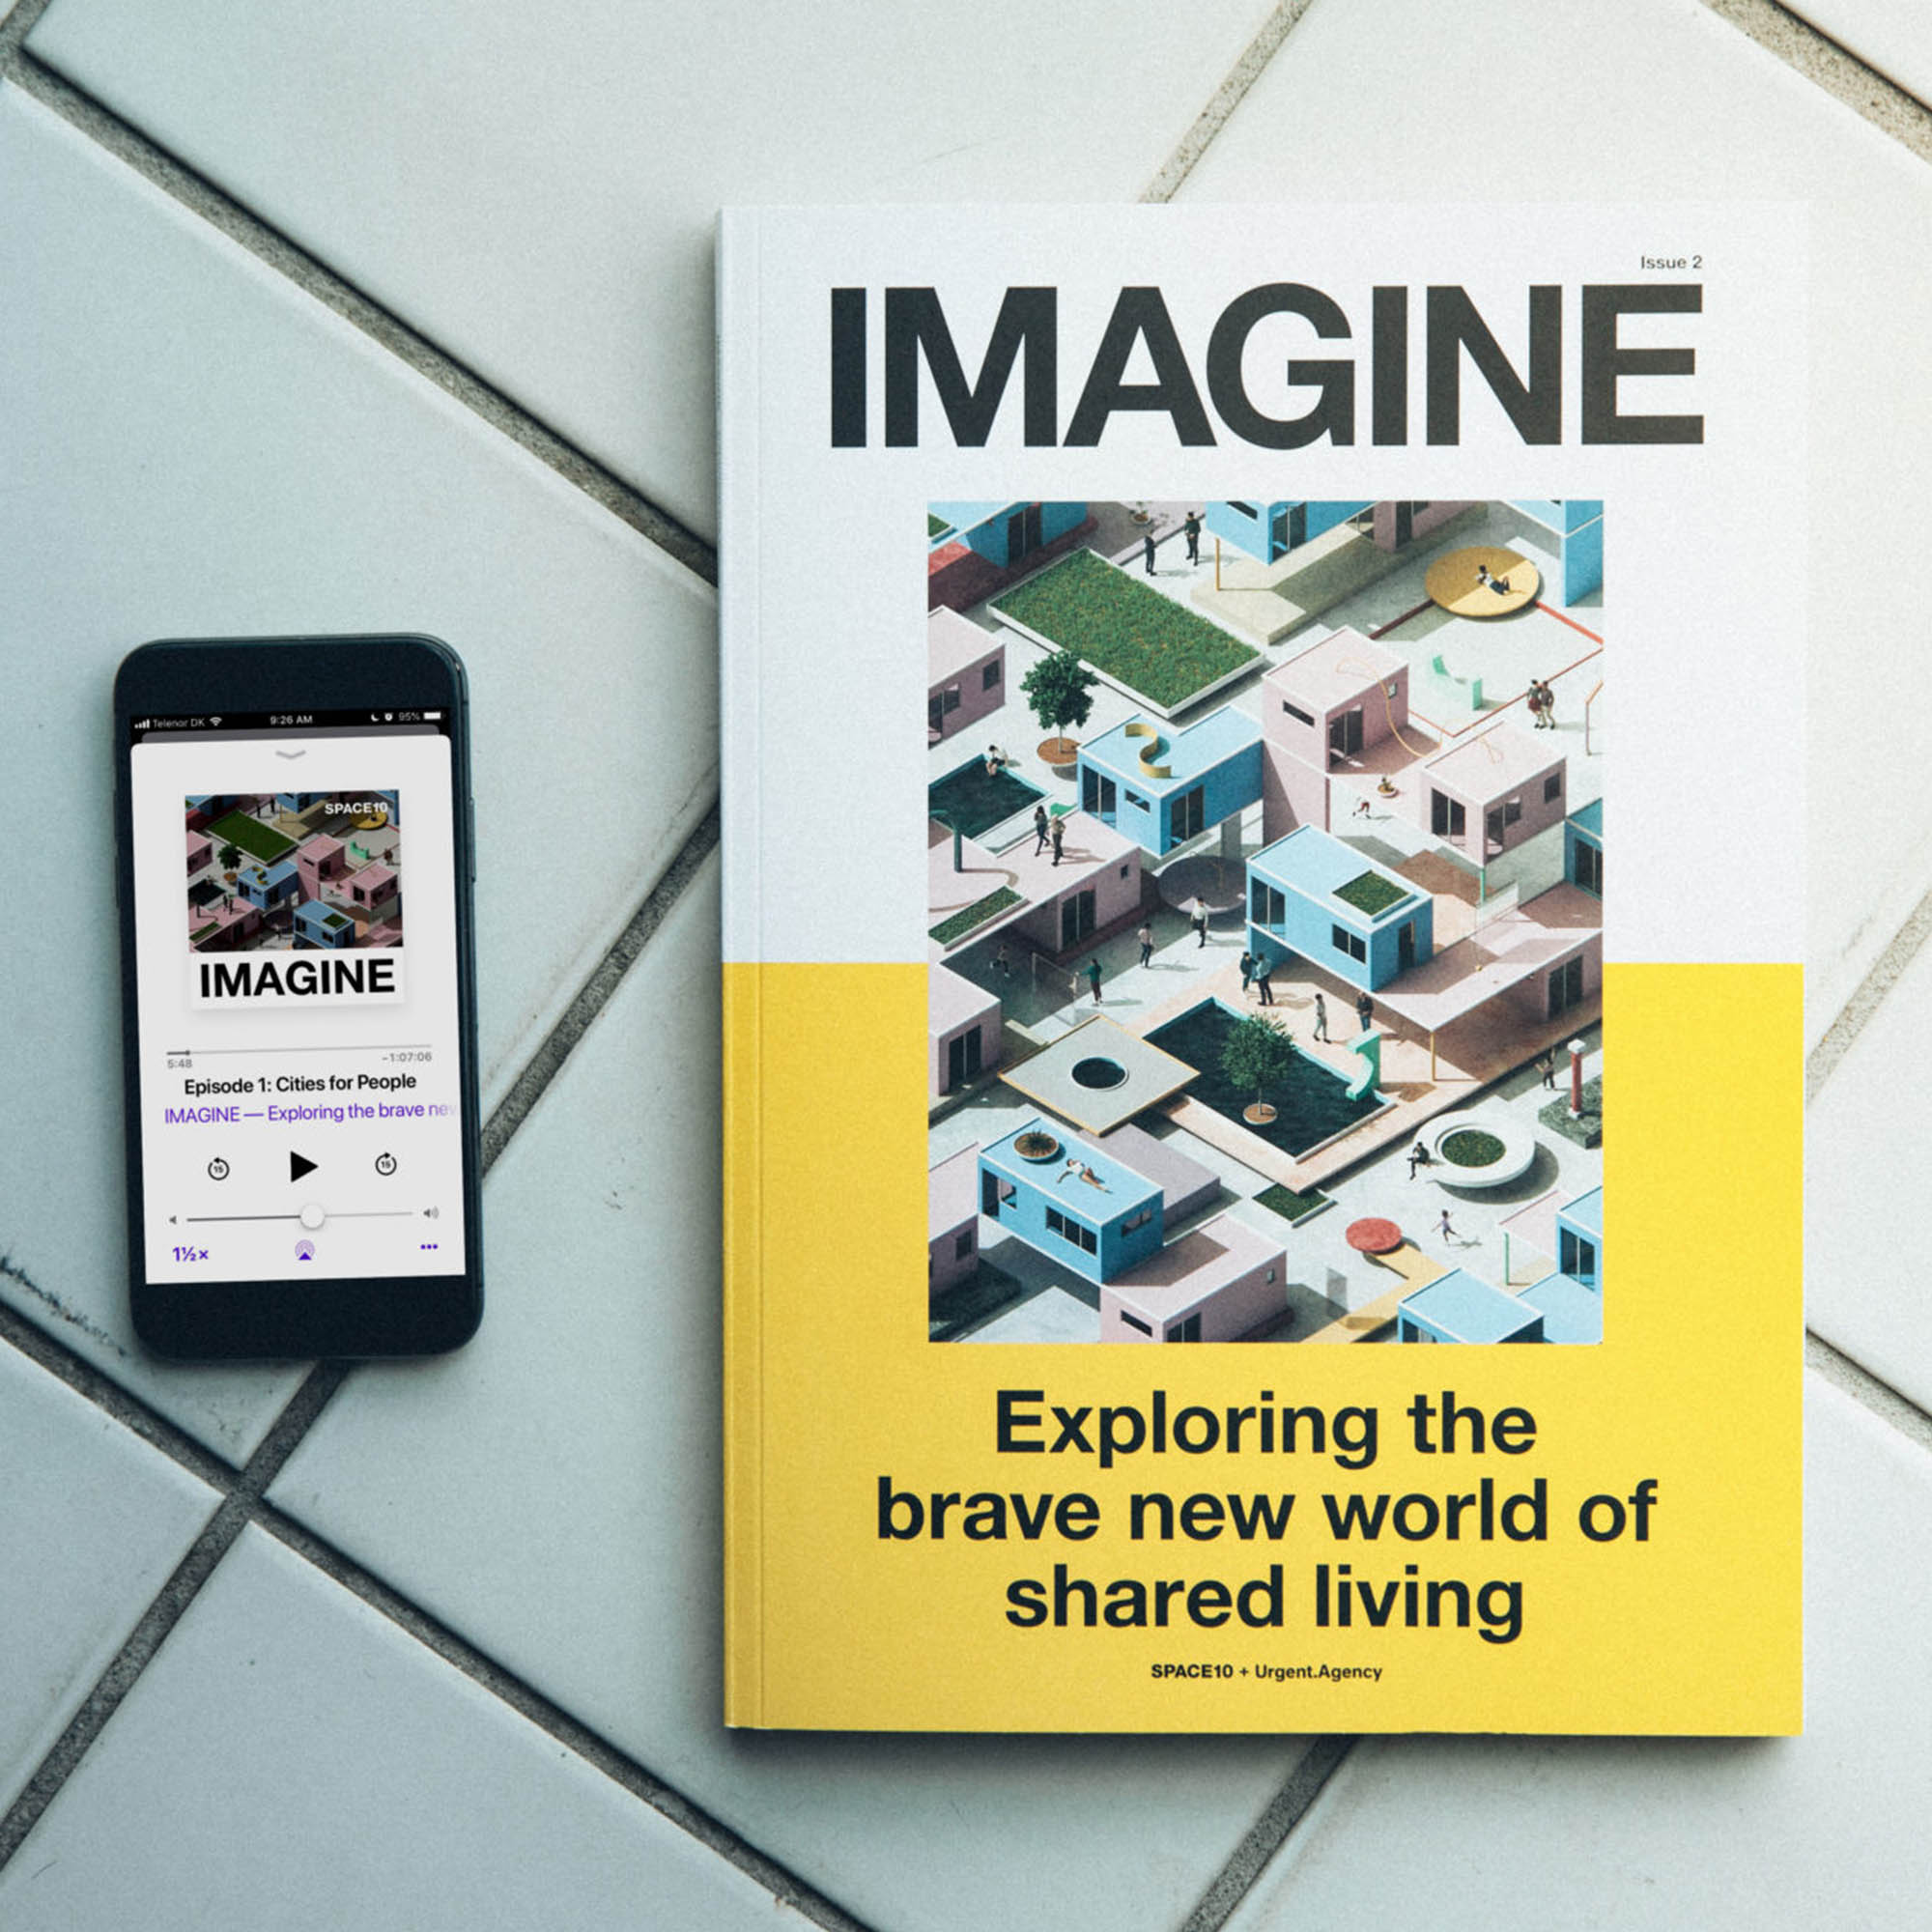 Telenor DK 9:26 AM 95%
SPACE10
IMAGINE
5:48 -1:07:06
Episode 1: Cities for People
IMAGINE — Exploring the brave new
15 15
1½×
Issue 2
IMAGINE
Exploring the
brave new world of
shared living
SPACE10 + Urgent.Agency